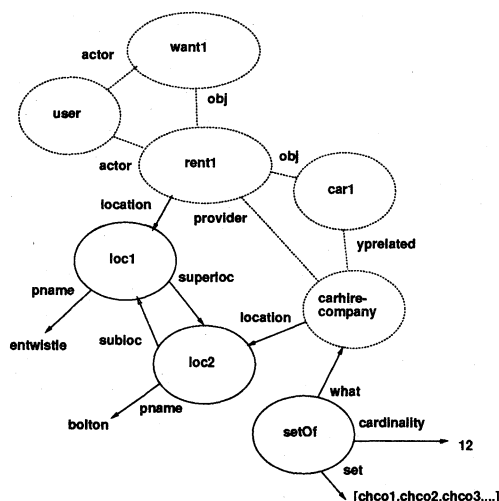 want1
actor
obj
user
rent1
actor
obj
car1
location
provider
yprelated
loc1
superloc
pname
location
carhire-
company
entwistle
subloc
loc2
what
bolton
pname
cardinality
setOf
12
set
[chco1,chco2,chco3,...]